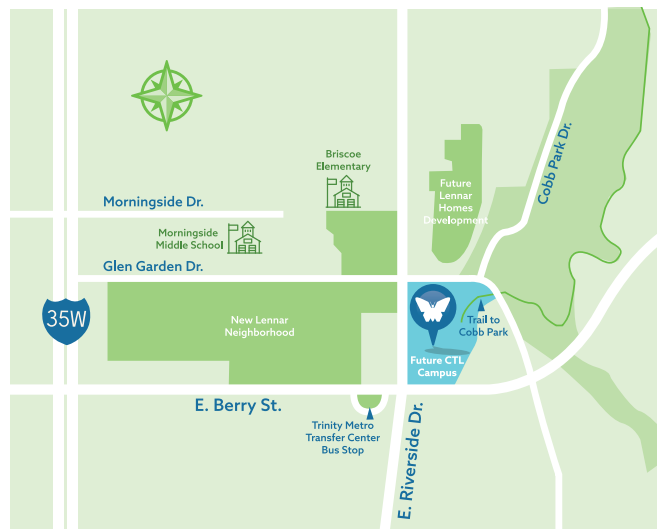 Briscoe
Elementary
Future
Lennar
Homes
Development
Cobb Park Dr.
Morningside Dr.
Morningside
Middle School
Glen Garden Dr.
35W
New Lennar
Neighborhood
Trail to
Cobb Park
Future CTL
Campus
E. Berry St.
Trinity Metro
Transfer Center
Bus Stop
E. Riverside Dr.